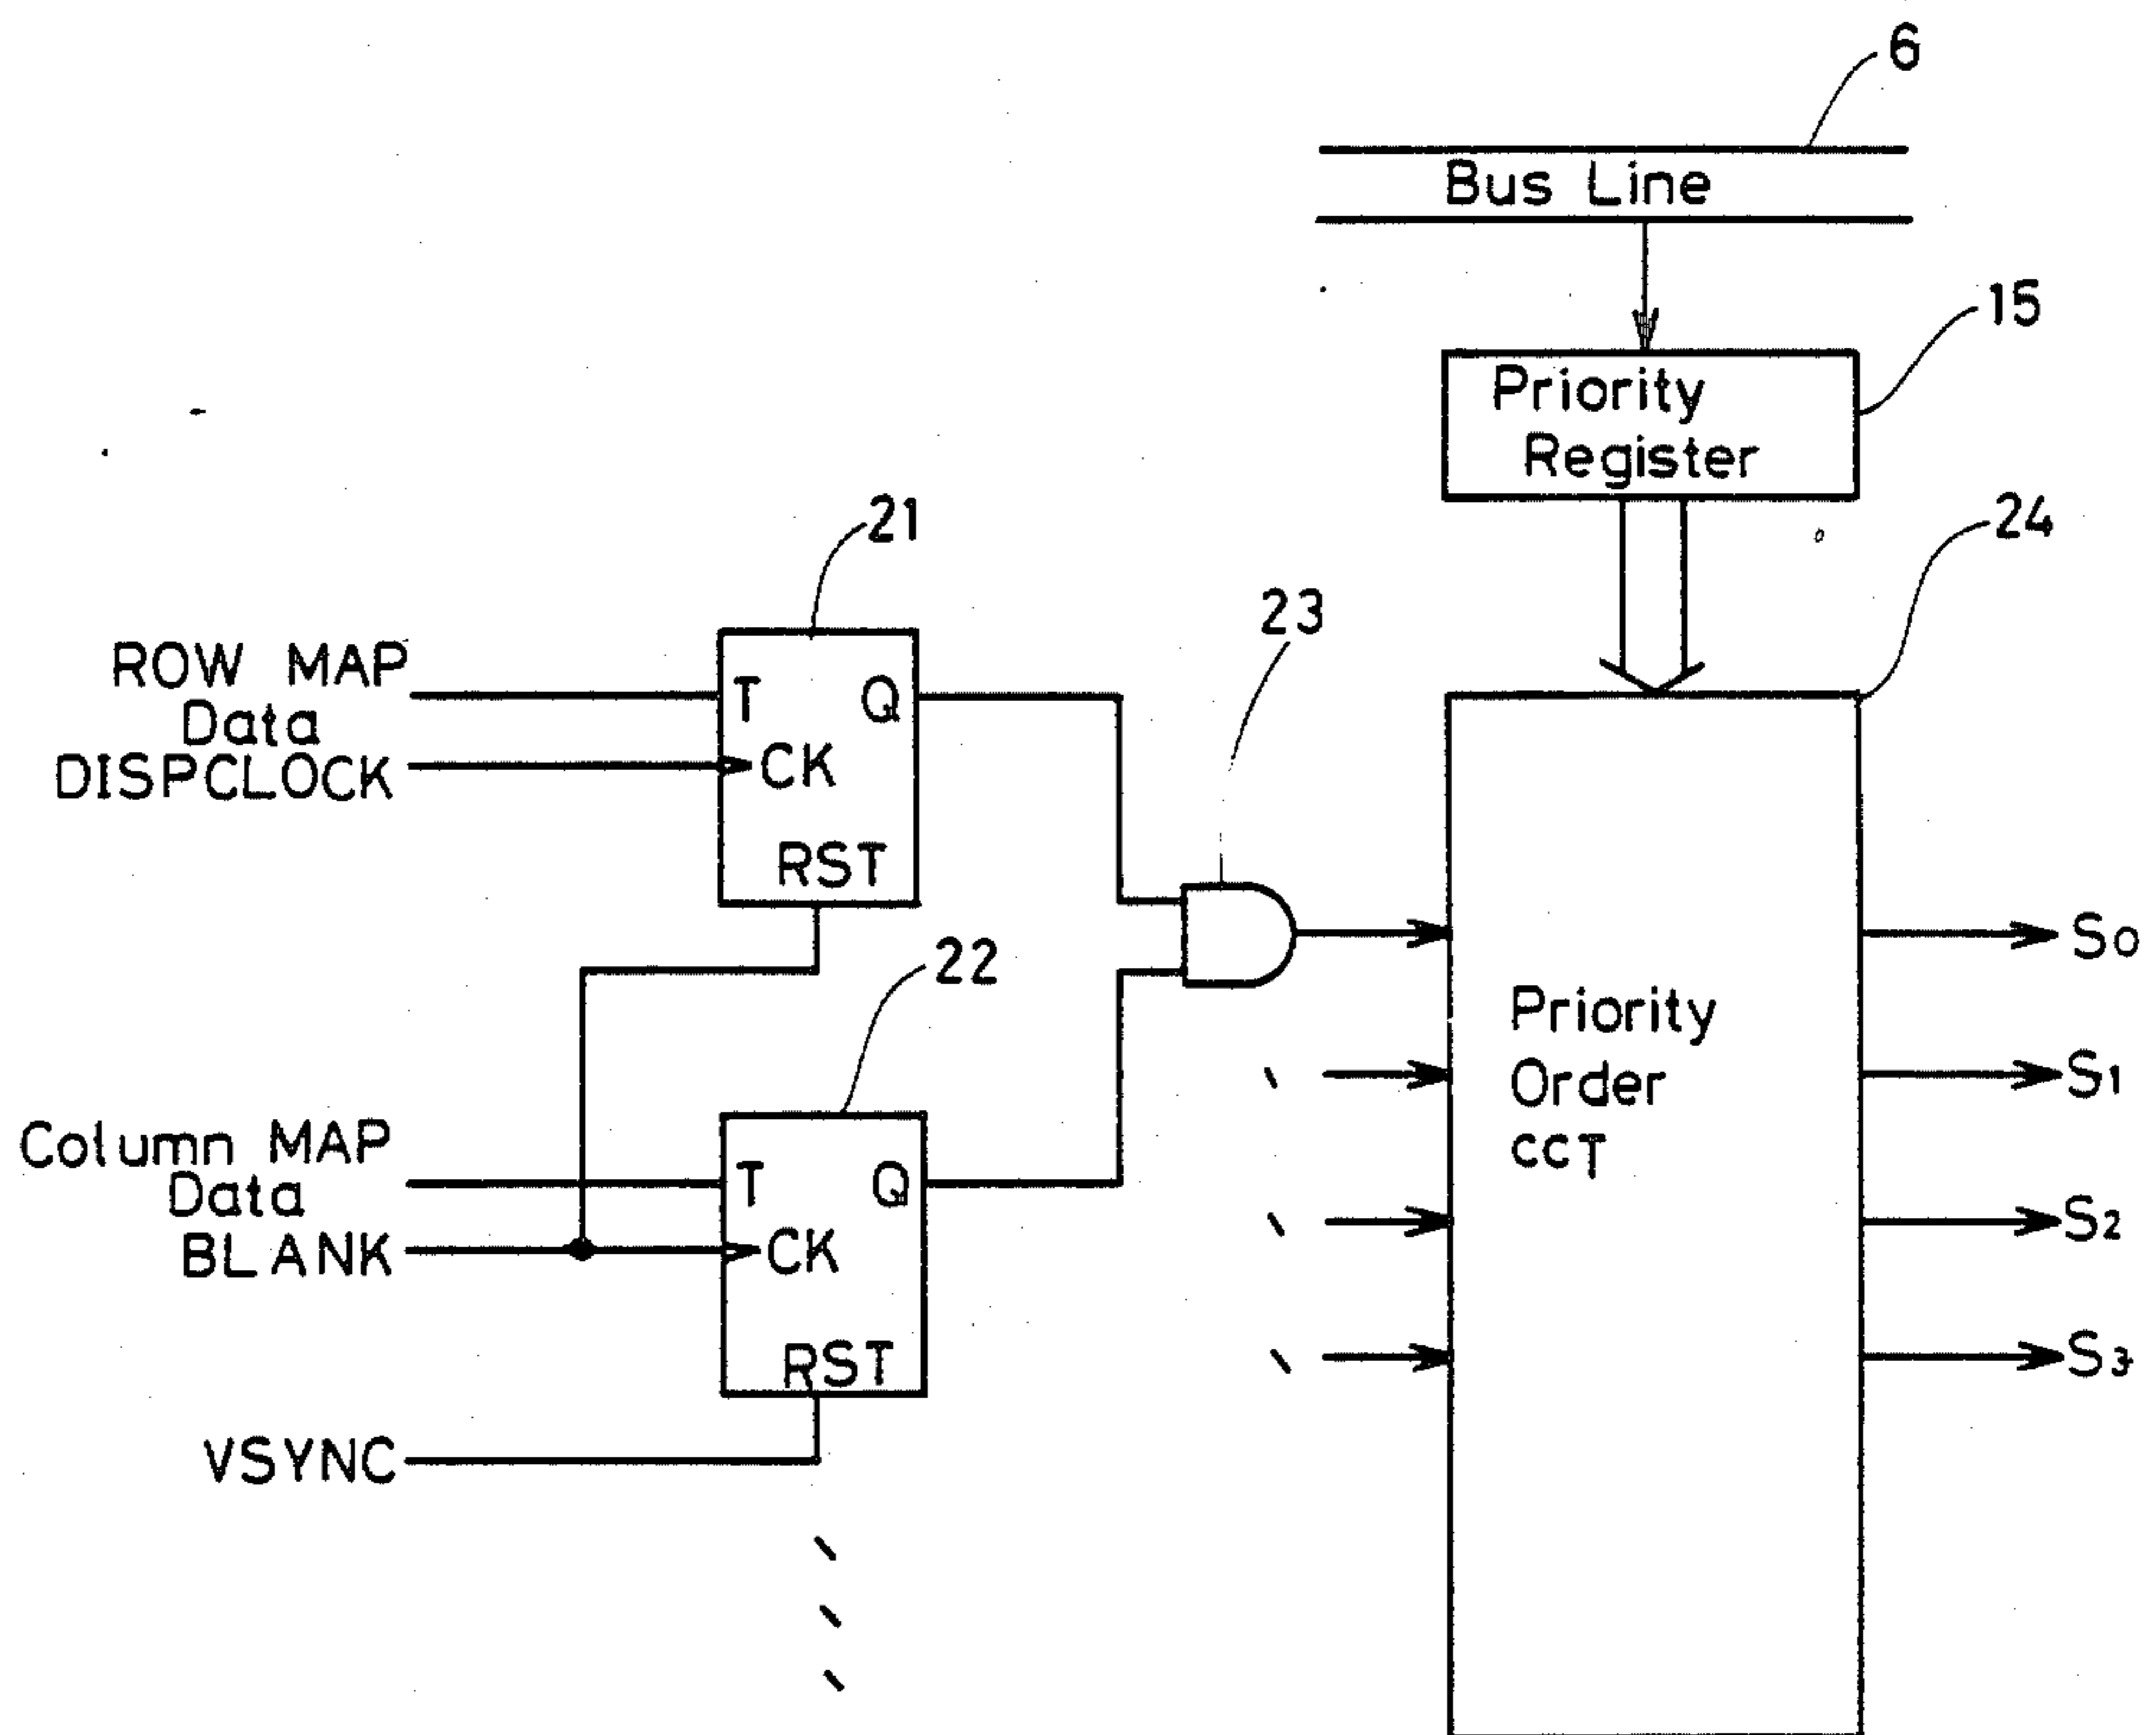 6
Bus Line
15
Priority
Register
21
24
23
ROW MAP
Data
DISPCLOCK
T
Q
CK
RST
22
So
Priority
Order
CCT
S1
Column MAP
Data
BLANK
T
Q
CK
RST
S2
S3
VSYNC